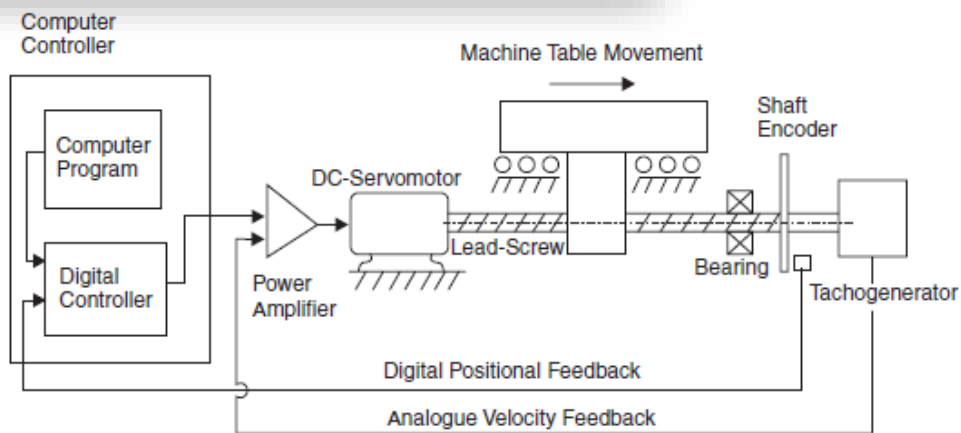 Computer
Controller
Machine Table Movement
Shaft
Encoder
Computer
Program
DC-Servomotor
Lead-Screw
Bearing
Digital
Controller
Power
Amplifier
Tachogenerator
Digital Positional Feedback
Analogue Velocity Feedback